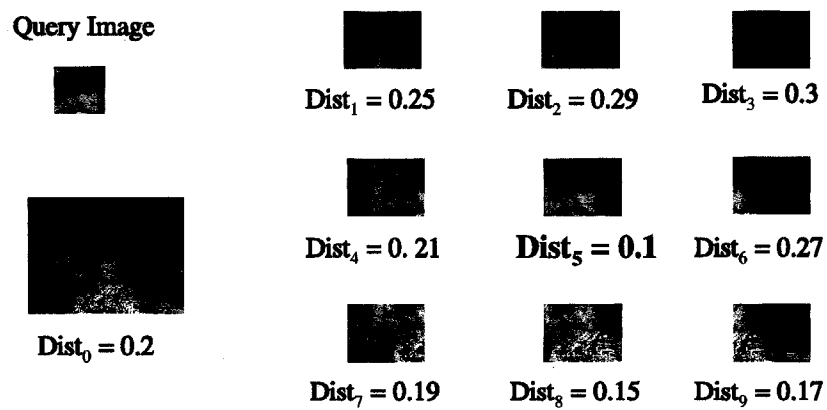 Query Image
Dist₁ = 0.25
Dist₂ = 0.29
Dist₃ = 0.3
Dist₄ = 0. 21
Dist₅ = 0.1
Dist₆ = 0.27
Dist₀ = 0.2
Dist₇ = 0.19
Dist₈ = 0.15
Dist₉ = 0.17